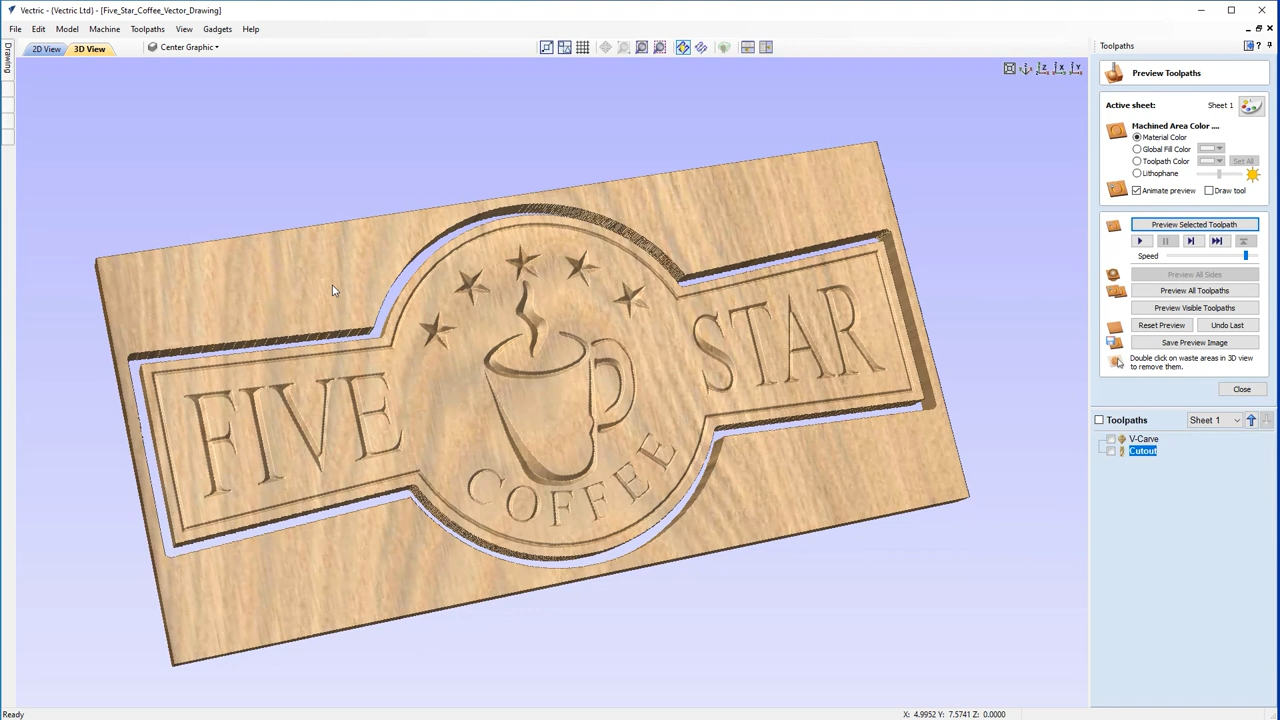 Vectric - (Vectric Ltd) - [Five_Star_Coffee_Vector_Drawing]
File Edit Model Machine Toolpaths View Gadgets Help
Drawing
2D View 3D View Center Graphic
FIVE
STAR
COFFEE
Toolpaths
Preview Toolpaths
Active sheet: Sheet 1
Machined Area Color ....
Material Color
Global Fill Color
Toolpath Color Set All
Lithophane
Animate preview Draw tool
Preview Selected Toolpath
Speed
Preview All Sides
Preview All Toolpaths
Preview Visible Toolpaths
Reset Preview Undo Last
Save Preview Image
Double click on waste areas in 3D view
to remove them.
Close
Toolpaths Sheet 1
V-Carve
Cutout
Ready X: 4.9952 Y: 7.5741 Z: 0.0000